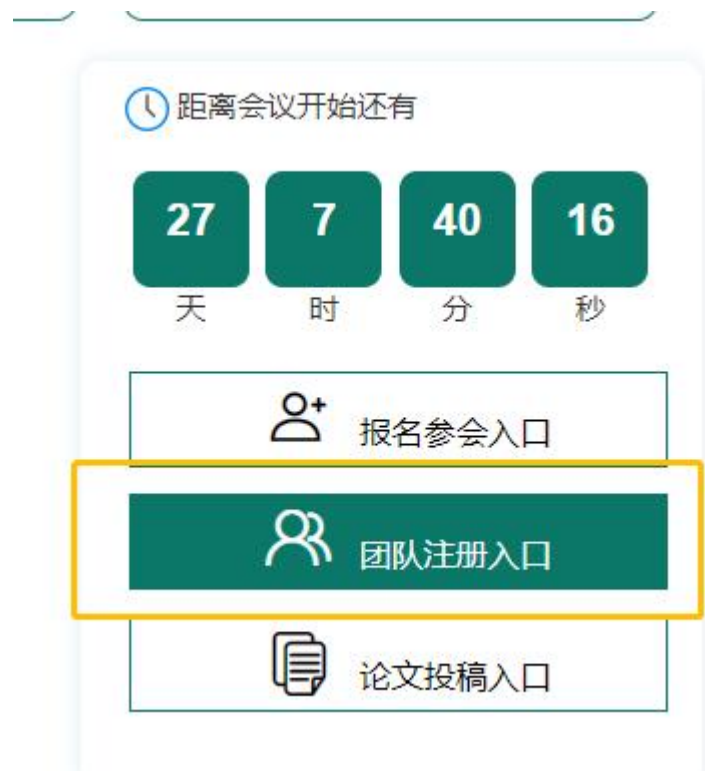 距离会议开始还有
27 7 40 16
天 时 分 秒
报名参会入口
团队注册入口
论文投稿入口